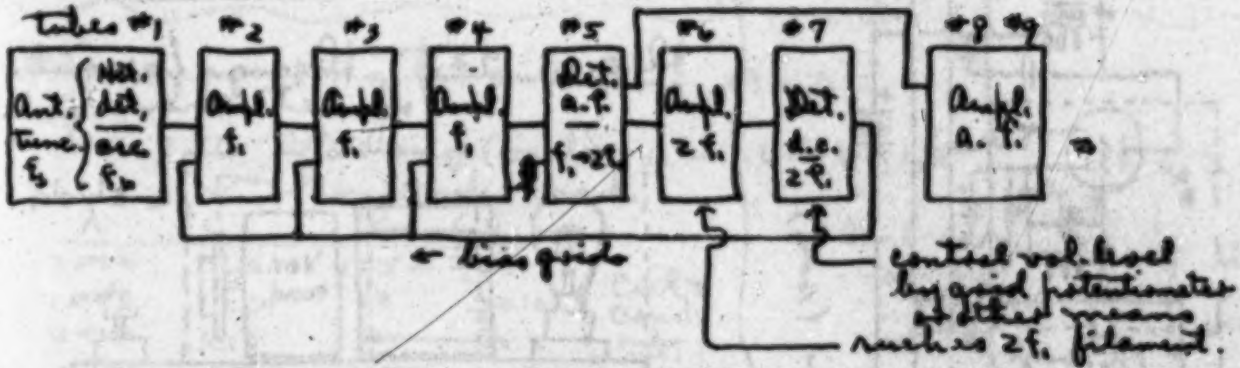 tubes #1 #2 #3 #4 #5 #6 #7 #8 #9
Ant.
tune.
fs
Het.
det.
osc.
Ampl.
f₁
Ampl.
f₁
Ampl.
f₁
Det.
a.f.
f₁→2f₁
Ampl.
2f₁
Det.
d.c.
2f₁
Ampl.
a.f.
← bias grids
control vol. level
by grid potentiometer
or other means
such as 2f₁ filament.